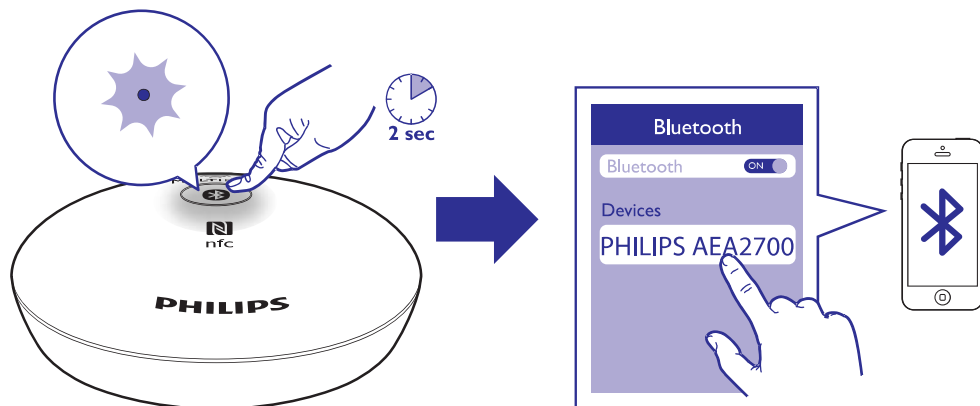 2 sec
nfc
PHILIPS
Bluetooth
Bluetooth
ON
Devices
PHILIPS AEA2700